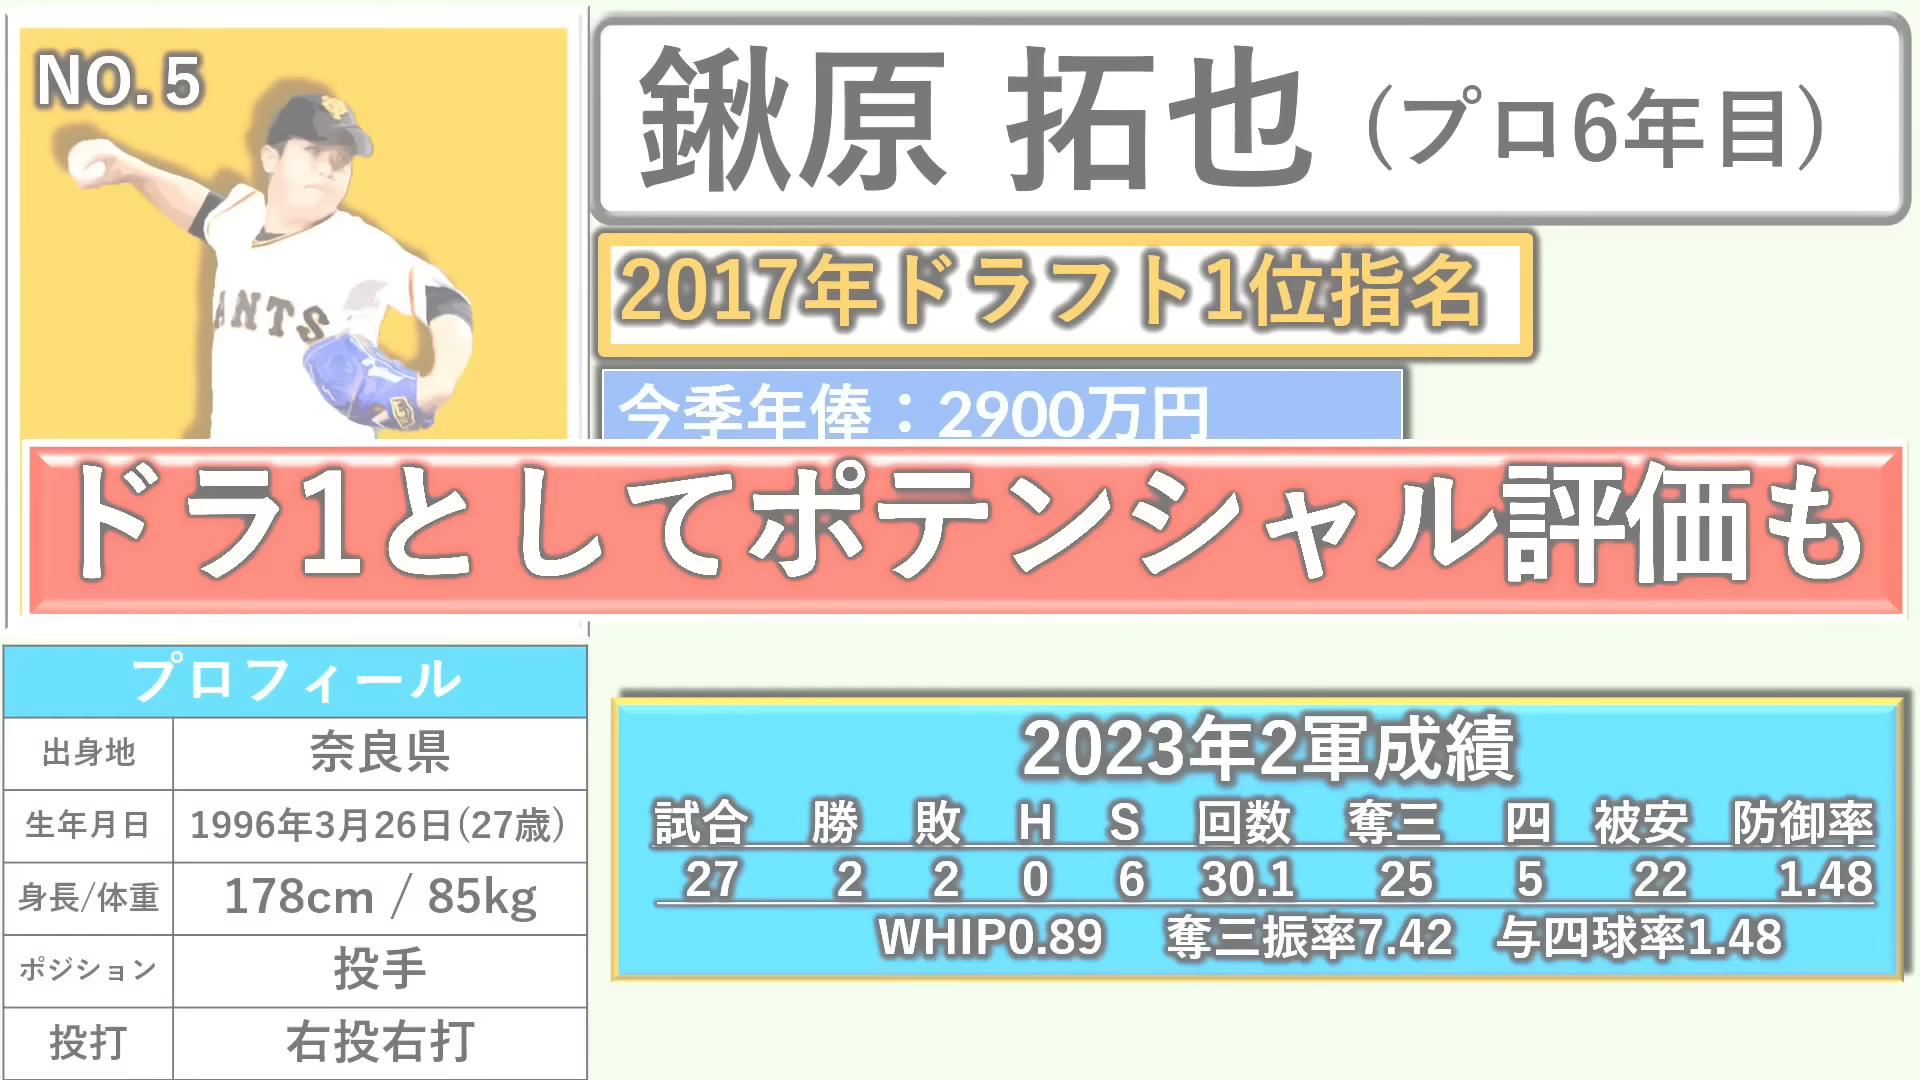 NO.5
鍬原 拓也 (プロ6年目)
2017年ドラフト1位指名
今季年俸：2900万円
ANTS
ドラ1としてポテンシャル評価も
プロフィール
出身地 奈良県
生年月日 1996年3月26日(27歳)
身長/体重 178cm / 85kg
ポジション 投手
投打 右投右打
2023年2軍成績
試合 勝 敗 H S 回数 奪三 四 被安 防御率
27 2 2 0 6 30.1 25 5 22 1.48
WHIP0.89 奪三振率7.42 与四球率1.48